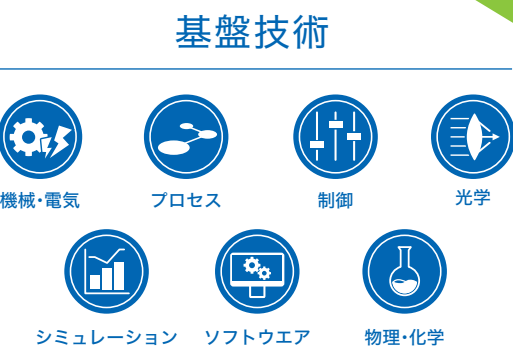 基盤技術
機械・電気
プロセス
制御
光学
シミュレーション
ソフトウエア
物理・化学